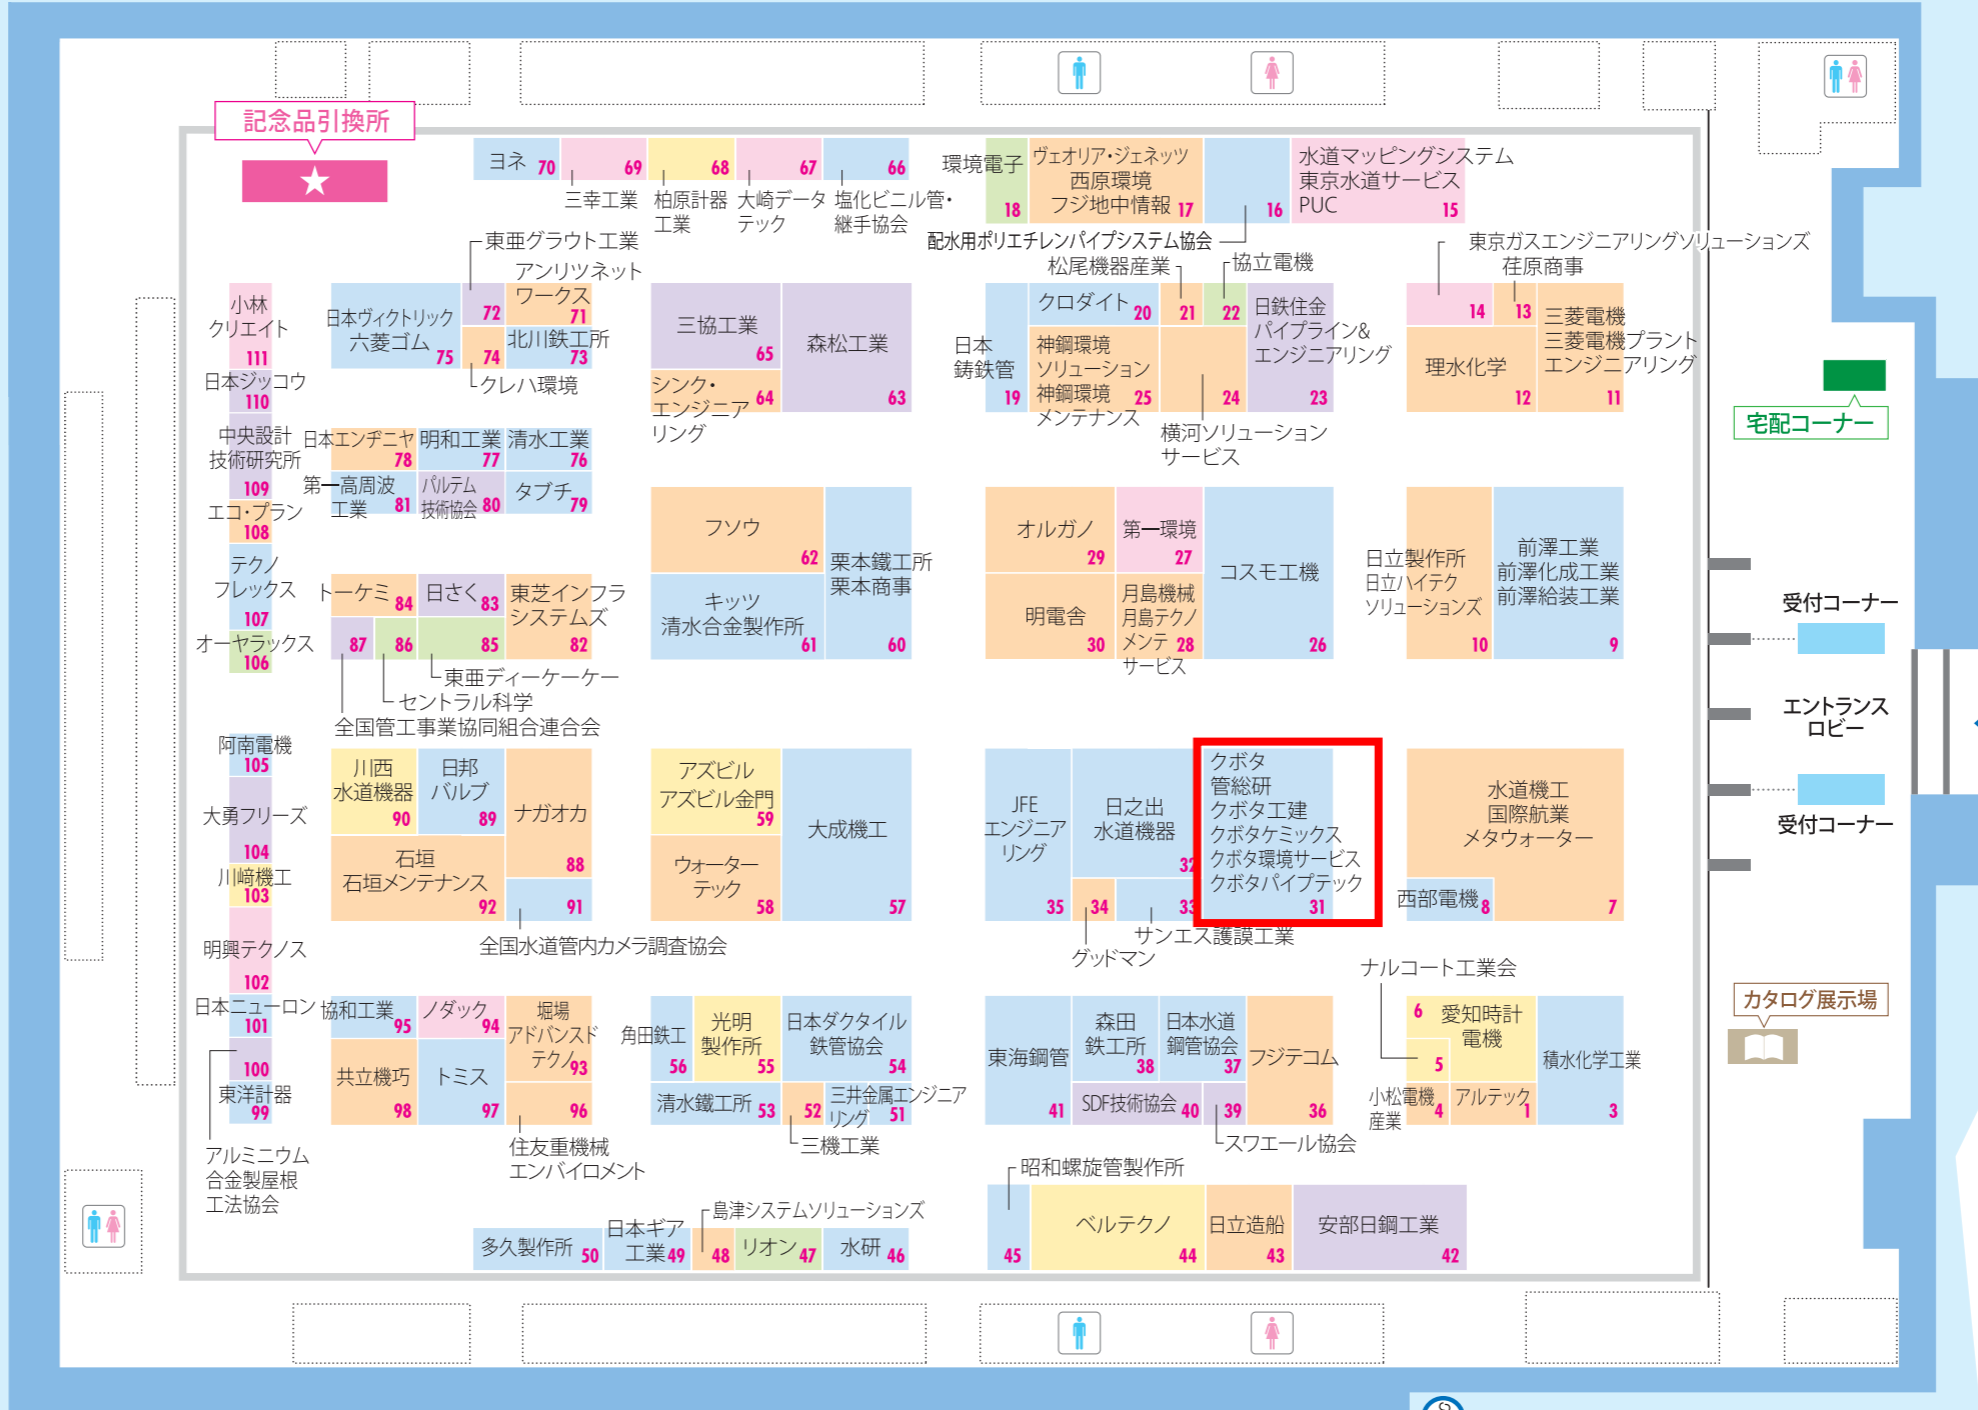 記念品引換所
ヨネ 70
69
三幸工業
68
柏原計器
工業
67
大崎データ
テック
66
塩化ビニル管・
継手協会
環境電子
18
ヴェオリア・ジェネッツ
西原環境
フジ地中情報 17
16
配水用ポリエチレンパイプシステム協会
水道マッピングシステム
東京水道サービス
PUC 15
小林
クリエイト
111
日本ジッコウ
110
中央設計
技術研究所
109
エコ・プラン
108
テクノ
フレックス
107
オーヤラックス
106
東亜グラウト工業
72
アンリツネット
ワークス
71
日本ヴィクトリック
六菱ゴム 75
74
北川鉄工所
73
クレハ環境
日本エンヂニヤ
78
明和工業
77
清水工業
76
第一高周波
工業 81
パルテム
技術協会 80
タブチ
79
トーケミ 84
日さく 83
東芝インフラ
システムズ
82
87
86
85
東亜ディーケーケー
セントラル科学
全国管工事業協同組合連合会
三協工業
65
シンク・
エンジニア
リング
64
森松工業
63
フソウ
62
栗本鐵工所
栗本商事
60
キッツ
清水合金製作所
61
松尾機器産業
協立電機
日本
鋳鉄管
19
クロダイト 20
21
22
日鉄住金
パイプライン&
エンジニアリング
23
神鋼環境
ソリューション
神鋼環境
メンテナンス
25
24
横河ソリューション
サービス
東京ガスエンジニアリングソリューションズ
荏原商事
14
13
三菱電機
三菱電機プラント
エンジニアリング
11
理水化学
12
オルガノ
29
第一環境
27
コスモ工機
26
明電舎
30
月島機械
月島テクノ
メンテ
サービス
28
日立製作所
日立ハイテク
ソリューションズ
10
前澤工業
前澤化成工業
前澤給装工業
9
宅配コーナー
受付コーナー
エントランス
ロビー
受付コーナー
阿南電機
105
大勇フリーズ
104
川﨑機工
103
明興テクノス
102
日本ニューロン
101
100
東洋計器
99
アルミニウム
合金製屋根
工法協会
川西
水道機器
90
日邦
バルブ
89
ナガオカ
88
石垣
石垣メンテナンス
92
91
全国水道管内カメラ調査協会
アズビル
アズビル金門
59
大成機工
57
ウォーター
テック
58
JFE
エンジニア
リング
35
日之出
水道機器
32
34
33
グッドマン
サンエス護膜工業
クボタ
管総研
クボタ工建
クボタケミックス
クボタ環境サービス
クボタパイプテック
31
水道機工
国際航業
メタウォーター
7
西部電機 8
協和工業
95
ノダック
94
堀場
アドバンスド
テクノ 93
共立機巧
98
トミス
97
96
住友重機械
エンバイロメント
角田鉄工
56
光明
製作所
55
日本ダクタイル
鉄管協会
54
清水鐵工所 53
52
三井金属エンジニア
リング 51
三機工業
東海鋼管
41
森田
鉄工所
38
日本水道
鋼管協会
37
フジテコム
36
SDF技術協会 40
39
スワエール協会
ナルコート工業会
6
愛知時計
電機
5
積水化学工業
3
小松電機
産業
4
アルテック
1
カタログ展示場
多久製作所 50
日本ギア
工業 49
島津システムソリューションズ
48
リオン 47
水研 46
昭和螺旋管製作所
45
ベルテクノ
44
日立造船
43
安部日鋼工業
42